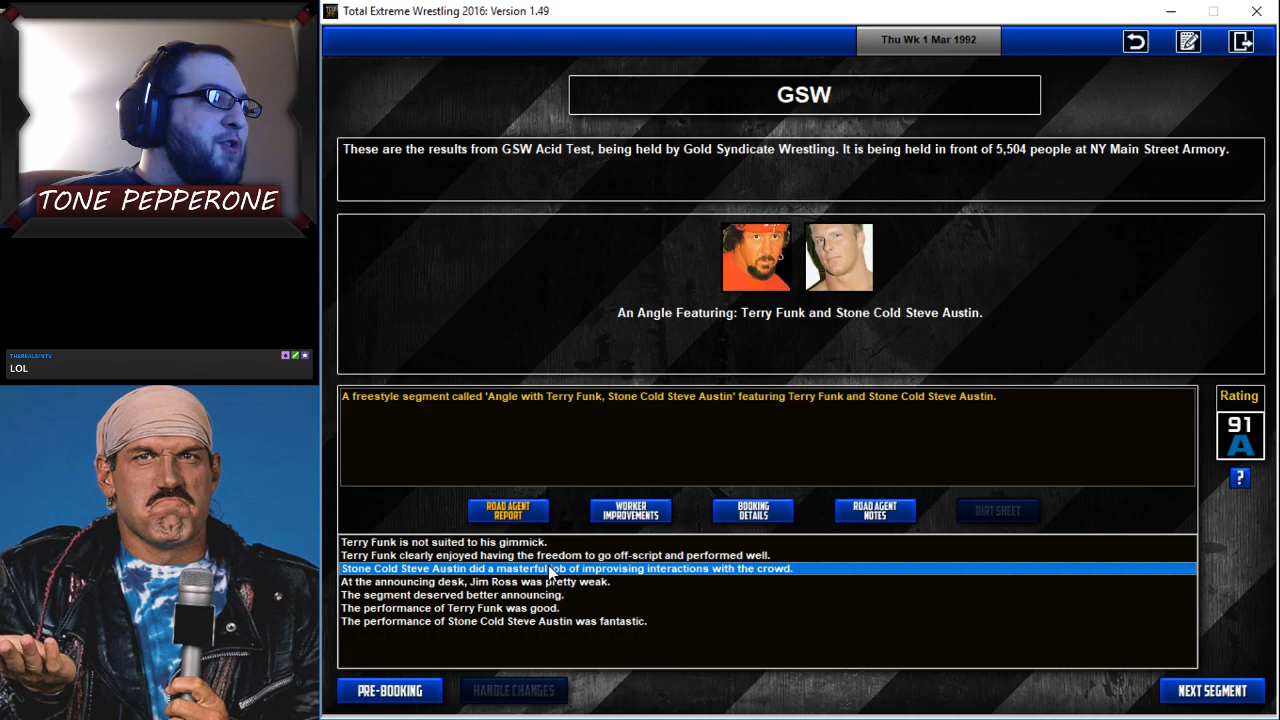 Total Extreme Wrestling 2016: Version 1.49
Thu Wk 1 Mar 1992
GSW
These are the results from GSW Acid Test, being held by Gold Syndicate Wrestling. It is being held in front of 5,504 people at NY Main Street Armory.
TONE PEPPERONE
An Angle Featuring: Terry Funk and Stone Cold Steve Austin.
THEREALSINTV
LOL
A freestyle segment called 'Angle with Terry Funk, Stone Cold Steve Austin' featuring Terry Funk and Stone Cold Steve Austin.
Rating
91
A
?
ROAD AGENT
REPORT
WORKER
IMPROVEMENTS
BOOKING
DETAILS
ROAD AGENT
NOTES
DIRT SHEET
Terry Funk is not suited to his gimmick.
Terry Funk clearly enjoyed having the freedom to go off-script and performed well.
Stone Cold Steve Austin did a masterful job of improvising interactions with the crowd.
At the announcing desk, Jim Ross was pretty weak.
The segment deserved better announcing.
The performance of Terry Funk was good.
The performance of Stone Cold Steve Austin was fantastic.
PRE-BOOKING
HANDLE CHANGES
NEXT SEGMENT